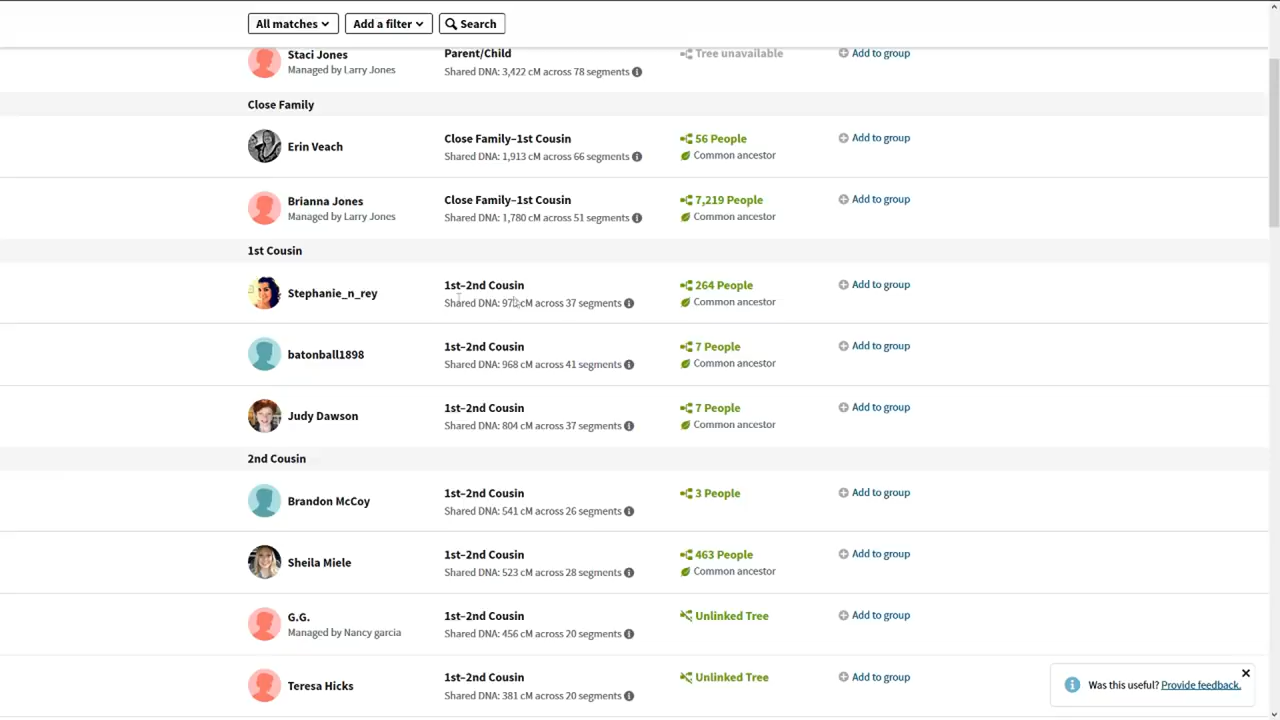 All matches
Add a filter
Search
Staci Jones
Managed by Larry Jones
Parent/Child
Shared DNA: 3,422 cM across 78 segments
Tree unavailable
Add to group
Close Family
Erin Veach
Close Family–1st Cousin
Shared DNA: 1,913 cM across 66 segments
56 People
Common ancestor
Add to group
Brianna Jones
Managed by Larry Jones
Close Family–1st Cousin
Shared DNA: 1,780 cM across 51 segments
7,219 People
Common ancestor
Add to group
1st Cousin
Stephanie_n_rey
1st–2nd Cousin
Shared DNA: cM across 37 segments
264 People
Common ancestor
Add to group
batonball1898
1st–2nd Cousin
Shared DNA: 968 cM across 41 segments
7 People
Common ancestor
Add to group
Judy Dawson
1st–2nd Cousin
Shared DNA: 804 cM across 37 segments
7 People
Common ancestor
Add to group
2nd Cousin
Brandon McCoy
1st–2nd Cousin
Shared DNA: 541 cM across 26 segments
3 People
Add to group
Sheila Miele
1st–2nd Cousin
Shared DNA: 523 cM across 28 segments
463 People
Common ancestor
Add to group
G.G.
Managed by Nancy garcia
1st–2nd Cousin
Shared DNA: 456 cM across 20 segments
Unlinked Tree
Add to group
Teresa Hicks
1st–2nd Cousin
Shared DNA: 381 cM across 20 segments
Unlinked Tree
Add to group
Was this useful? Provide feedback.